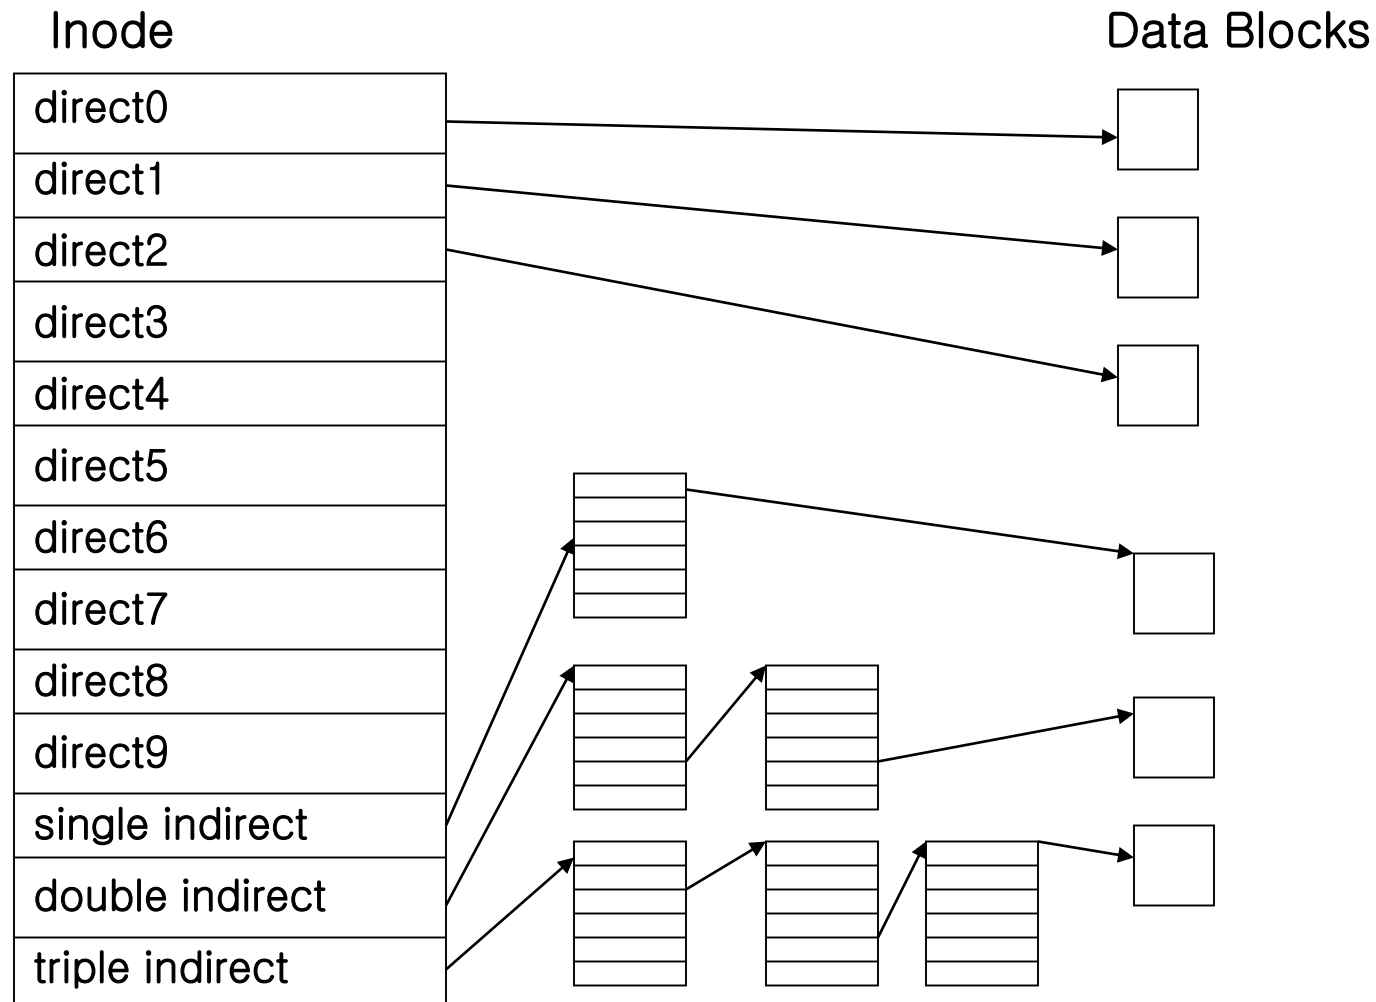 Inode
Data Blocks
direct0
direct1
direct2
direct3
direct4
direct5
direct6
direct7
direct8
direct9
single indirect
double indirect
triple indirect